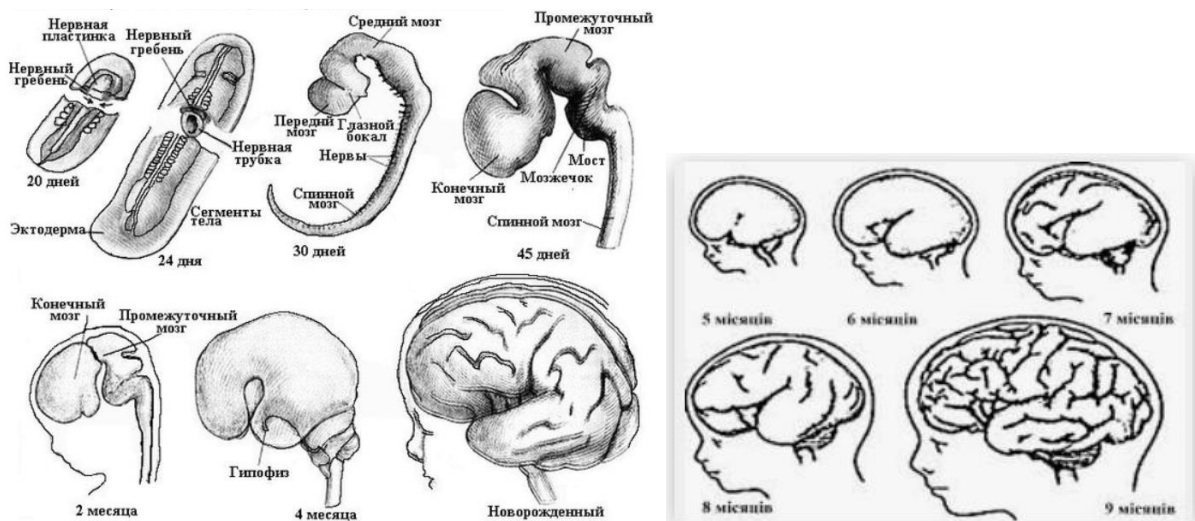 Нервная
пластинка
Нервный
гребень
Нервный
гребень
Нервная
трубка
20 дней
Эктодерма
24 дня
Сегменты
тела
Средний мозг
Передний
мозг
Глазной
бокал
Нервы
Спинной
мозг
30 дней
Промежуточный
мозг
Конечный
мозг
Мост
Мозжечок
Спинной мозг
45 дней
Конечный
мозг
Промежуточный
мозг
2 месяца
Гипофиз
4 месяца
Новорожденный
5 місяців
6 місяців
7 місяців
8 місяців
9 місяців